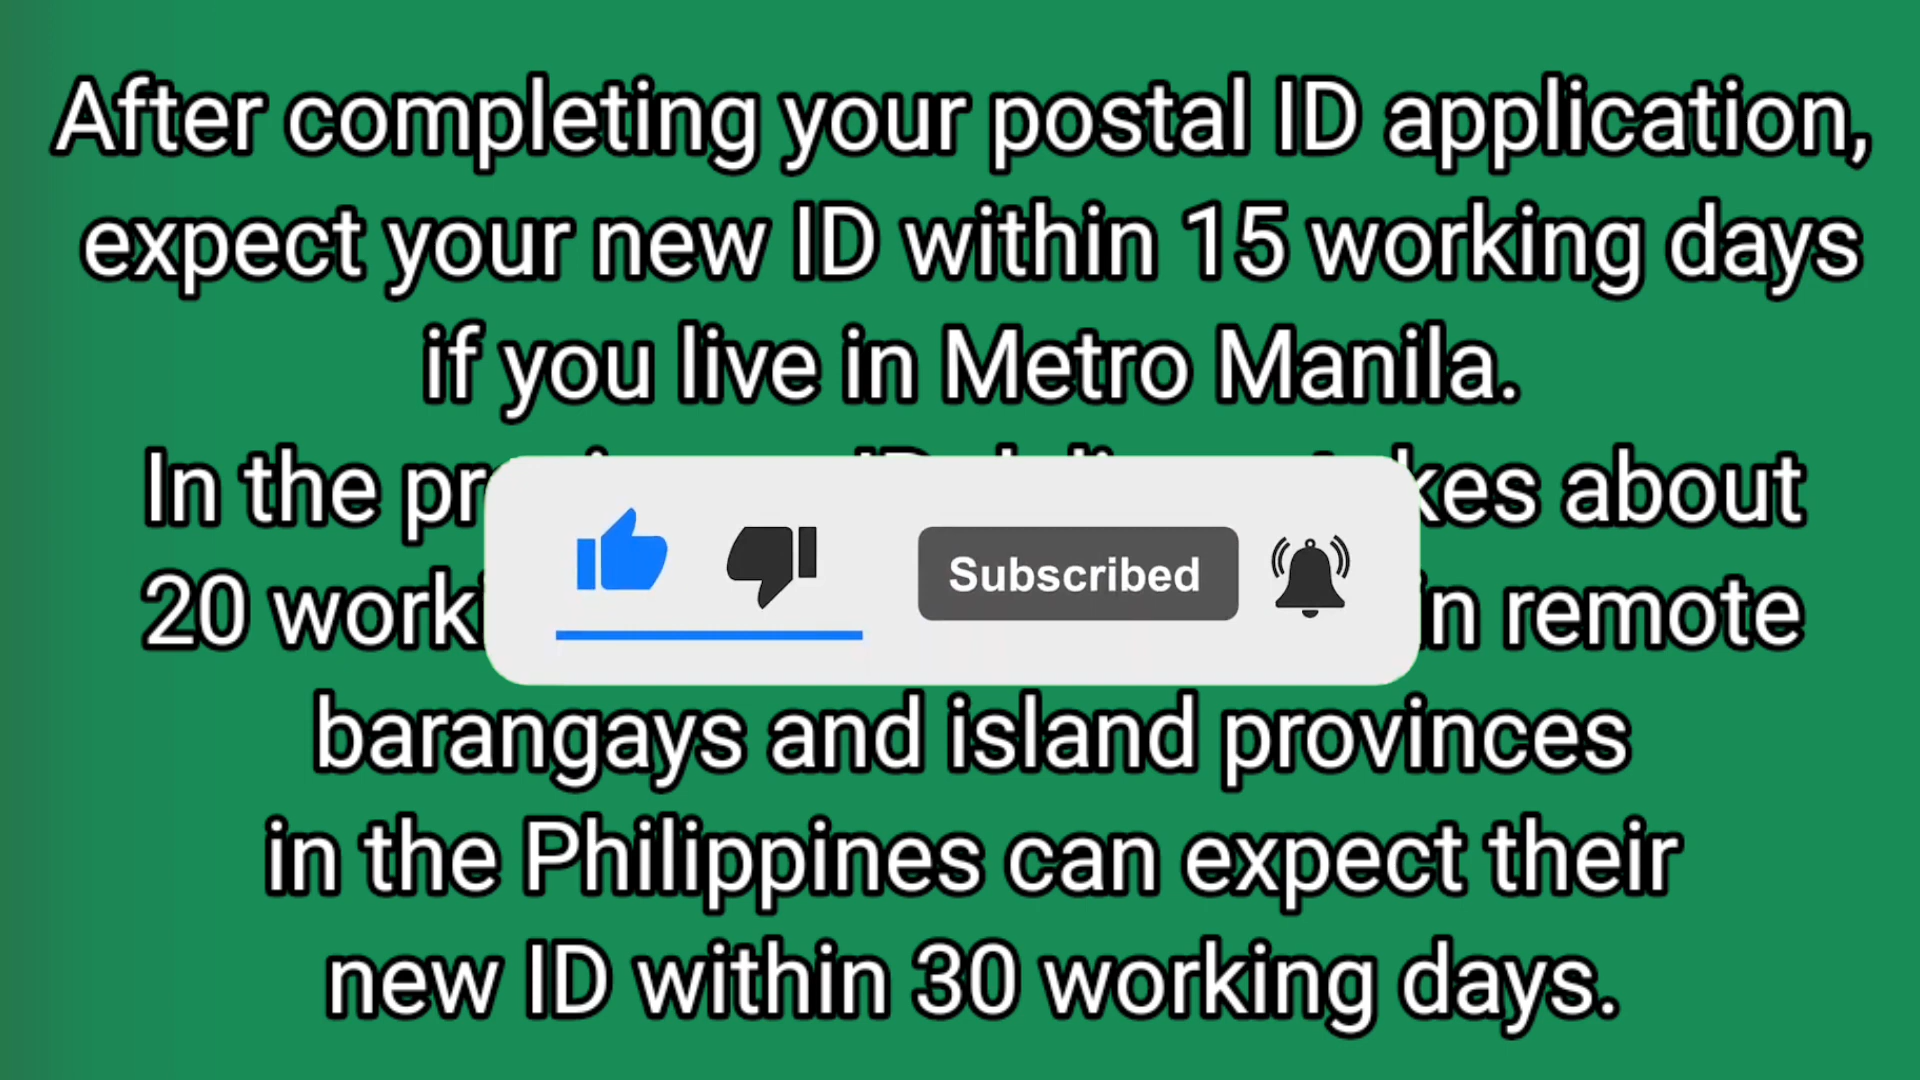 After completing your postal ID application,
expect your new ID within 15 working days
if you live in Metro Manila.
In the kes about
20 in remote
Subscribed
barangays and island provinces
in the Philippines can expect their
new ID within 30 working days.